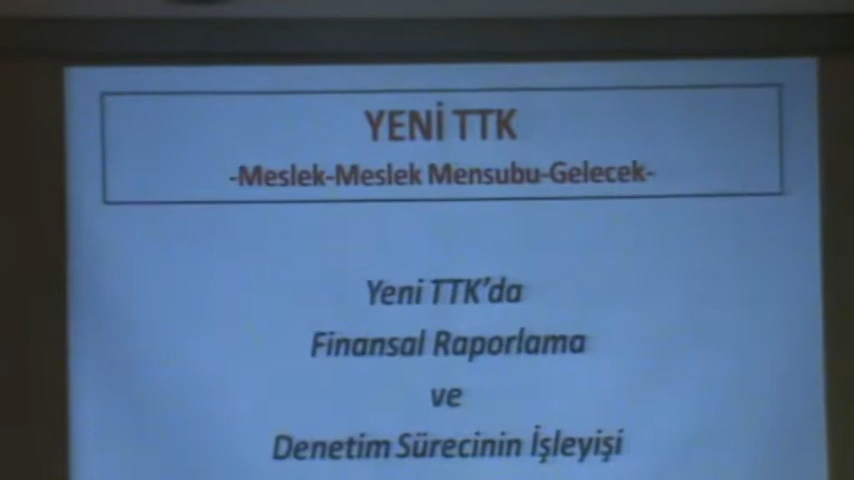 YENİ TTK
-Meslek-Meslek Mensubu-Gelecek-
Yeni TTK'da
Finansal Raporlama
ve
Denetim Sürecinin İşleyişi